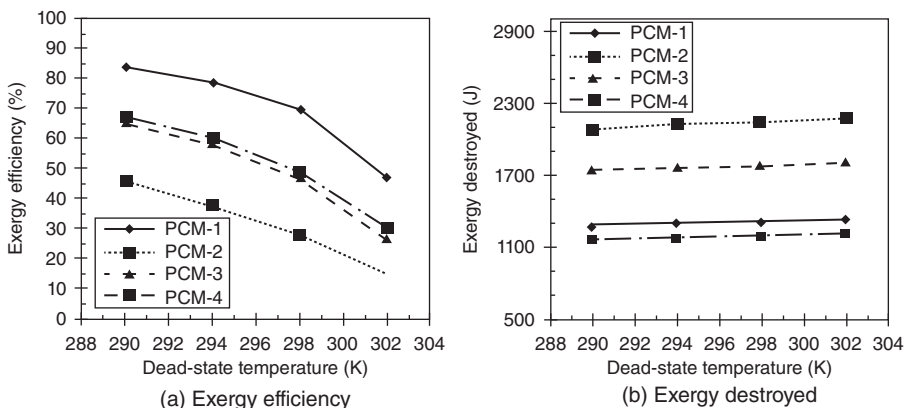 100
90
80
70
60
50
40
30
20
10
0
Exergy efficiency (%)
PCM-1
PCM-2
PCM-3
PCM-4
288 290 292 294 296 298 300 302 304
Dead-state temperature (K)
(a) Exergy efficiency
2900
2300
1700
1100
500
Exergy destroyed (J)
PCM-1
PCM-2
PCM-3
PCM-4
288 290 292 294 296 298 300 302 304
Dead-state temperature (K)
(b) Exergy destroyed